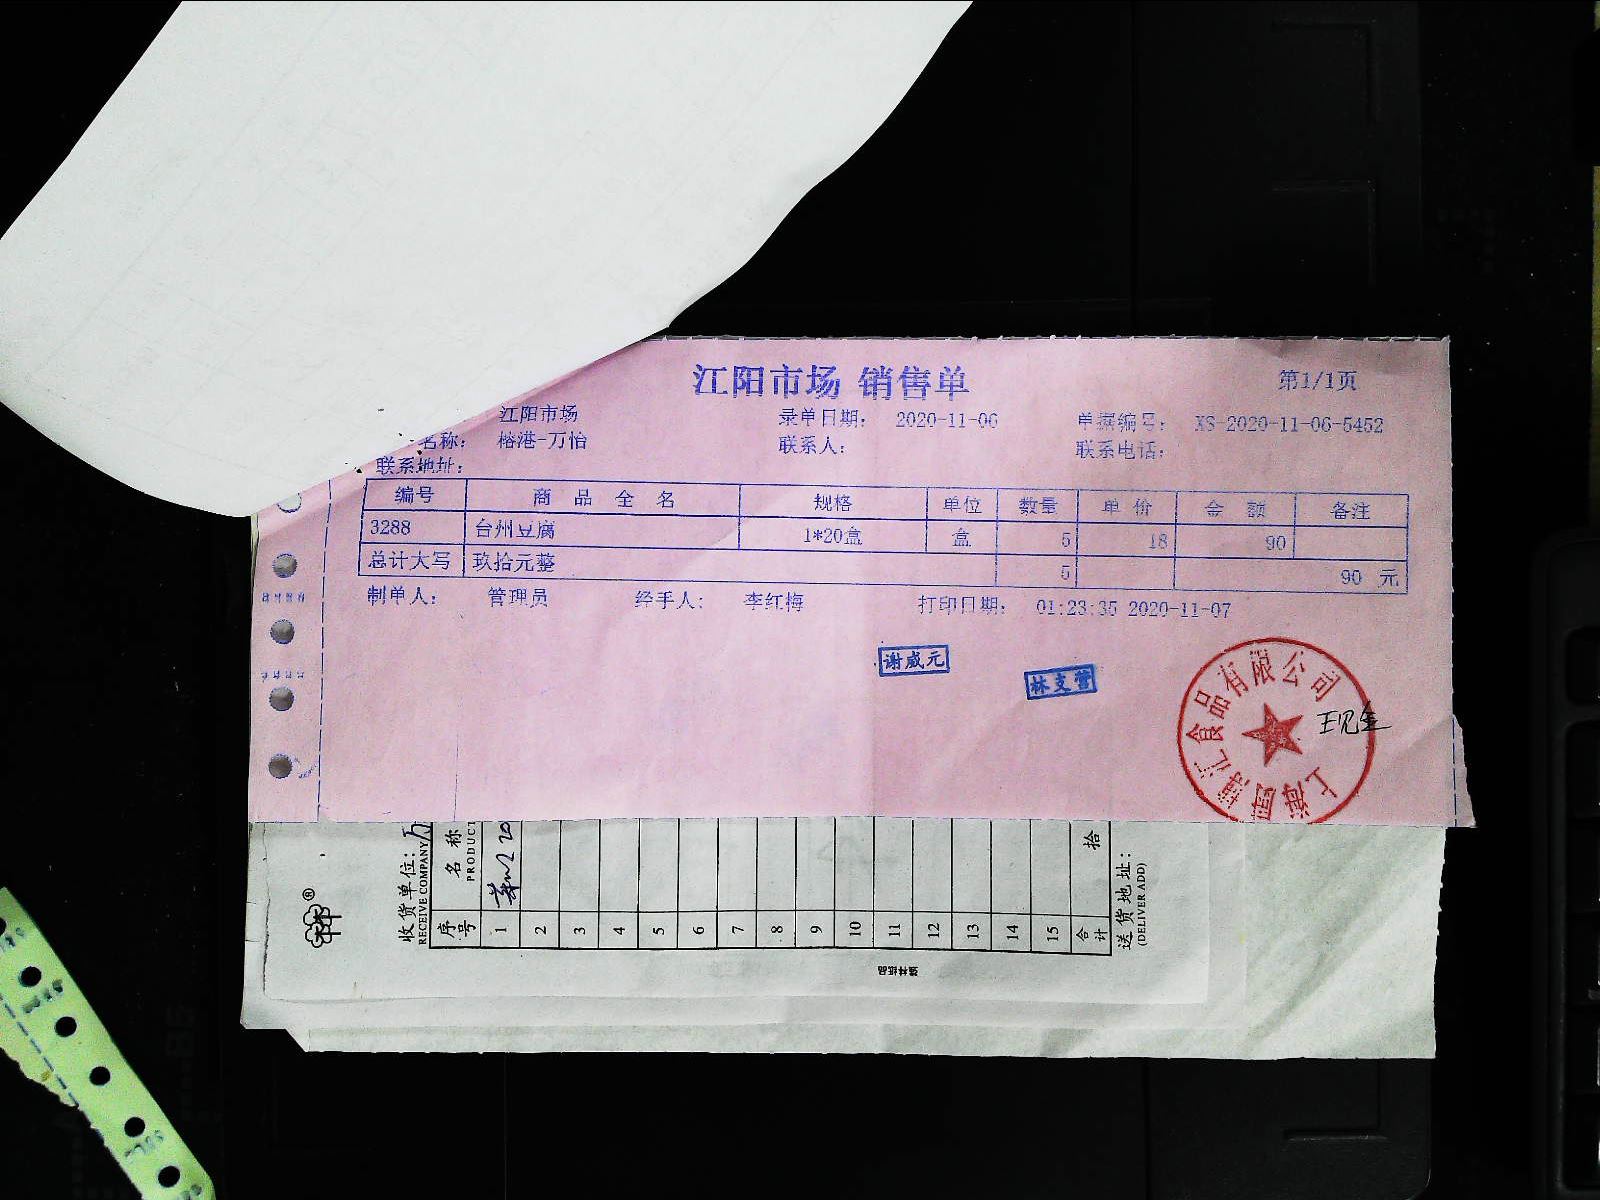 江阳市场 销售单
第1/1页
江阳市场 录单日期： 2020-11-06 单据编号： XS-2020-11-06-5452
名称： 榕港-万怡 联系人： 联系电话：
联系地址：
编号 商品全名 规格 单位 数量 单价 金额 备注
3288 台州豆腐 1*20盒 盒 5 18 90
总计大写 玖拾元整 5 90 元
制单人： 管理员 经手人： 李红梅 打印日期： 01:23:35 2020-11-07
谢威元
林支营
食品有限公司
上海
收货单位：万
RECEIVE COMPANY
序号 名称
PRODUCT
1
2
3
4
5
6
7
8
9
10
11
12
13
14
15
合计 拾
送货地址：
(DELIVER ADD)